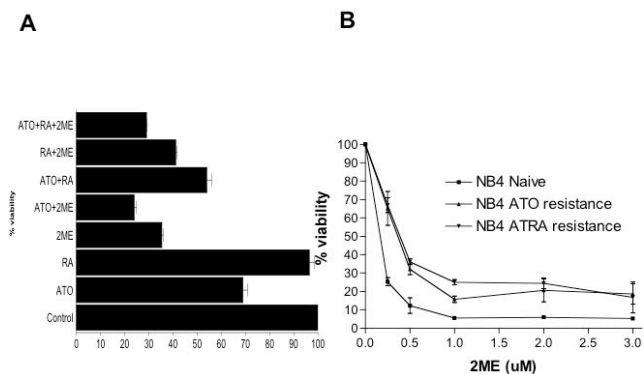 A
% viability
ATO+RA+2ME
RA+2ME
ATO+RA
ATO+2ME
2ME
RA
ATO
Control
0 10 20 30 40 50 60 70 80 90 100
B
% viability
100
90
80
70
60
50
40
30
20
10
0
NB4 Naive
NB4 ATO resistance
NB4 ATRA resistance
0.0 0.5 1.0 1.5 2.0 2.5 3.0
2ME (uM)